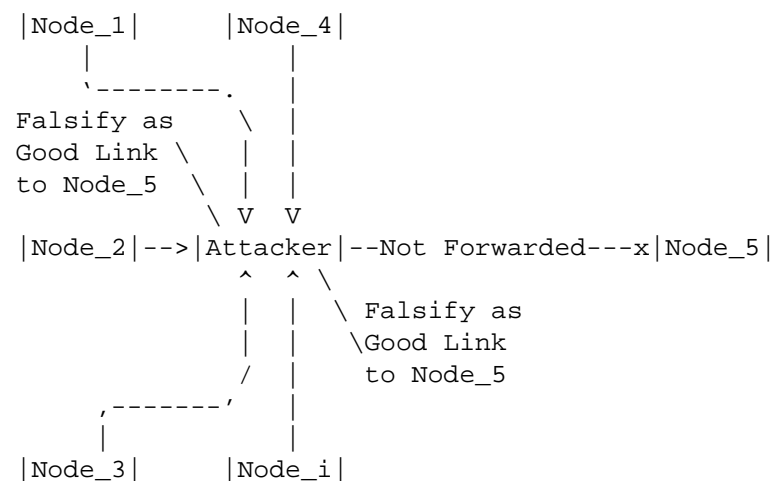 |Node_1| |Node_4|
Falsify as
Good Link
to Node_5
|Node_2|-->|Attacker|--Not Forwarded---x|Node_5|
Falsify as
Good Link
to Node_5
|Node_3| |Node_i|